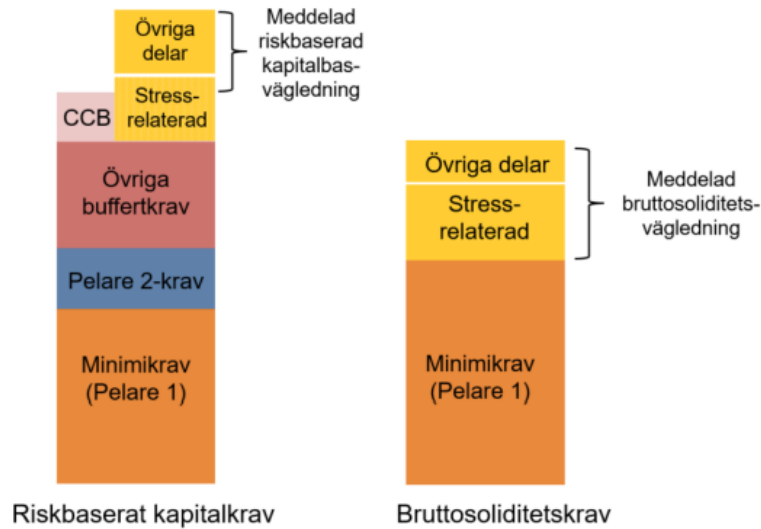 Övriga
delar
Meddelad
riskbaserad
kapitalbas-
vägledning
CCB
Stress-
relaterad
Övriga
buffertkrav
Pelare 2-krav
Minimikrav
(Pelare 1)
Riskbaserat kapitalkrav
Övriga delar
Stress-
relaterad
Meddelad
bruttosoliditets-
vägledning
Minimikrav
(Pelare 1)
Bruttosoliditetskrav